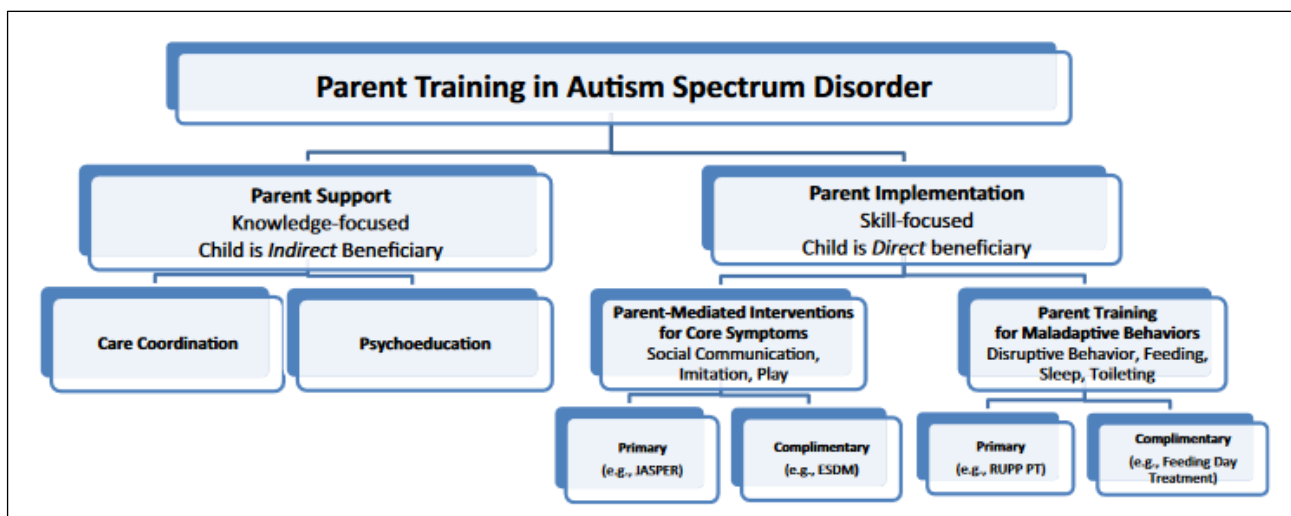 Parent Training in Autism Spectrum Disorder
Parent Support
Knowledge-focused
Child is Indirect Beneficiary
Parent Implementation
Skill-focused
Child is Direct beneficiary
Care Coordination
Psychoeducation
Parent-Mediated Interventions
for Core Symptoms
Social Communication,
Imitation, Play
Parent Training
for Maladaptive Behaviors
Disruptive Behavior, Feeding,
Sleep, Toileting
Primary
(e.g., JASPER)
Complimentary
(e.g., ESDM)
Primary
(e.g., RUPP PT)
Complimentary
(e.g., Feeding Day
Treatment)